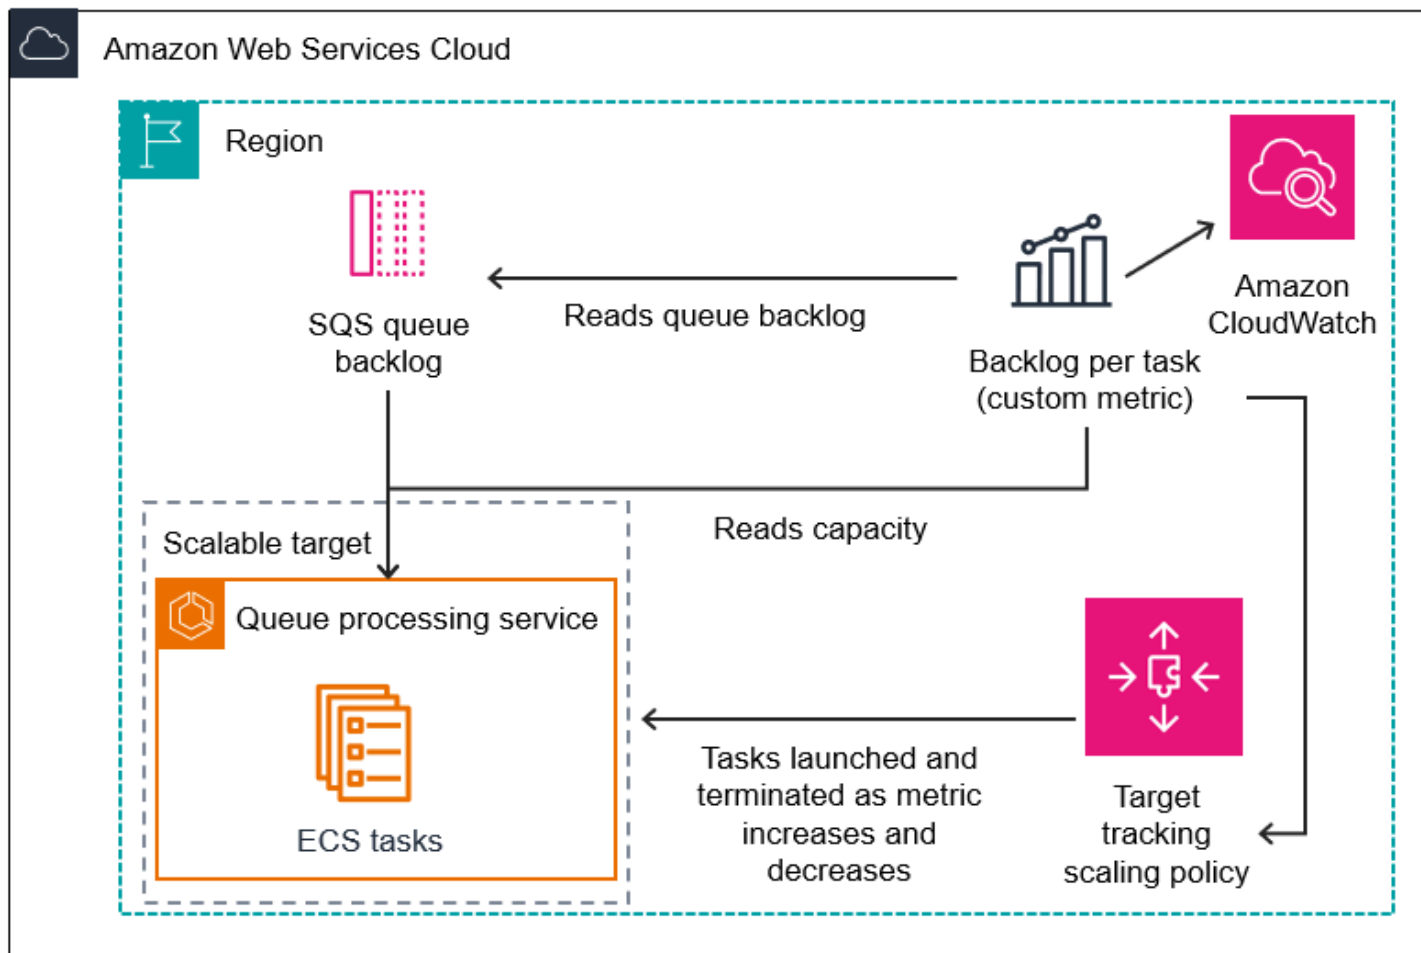 Amazon Web Services Cloud
Region
SQS queue
backlog
Reads queue backlog
Backlog per task
(custom metric)
Amazon
CloudWatch
Reads capacity
Scalable target
Queue processing service
ECS tasks
Tasks launched and
terminated as metric
increases and
decreases
Target
tracking
scaling policy